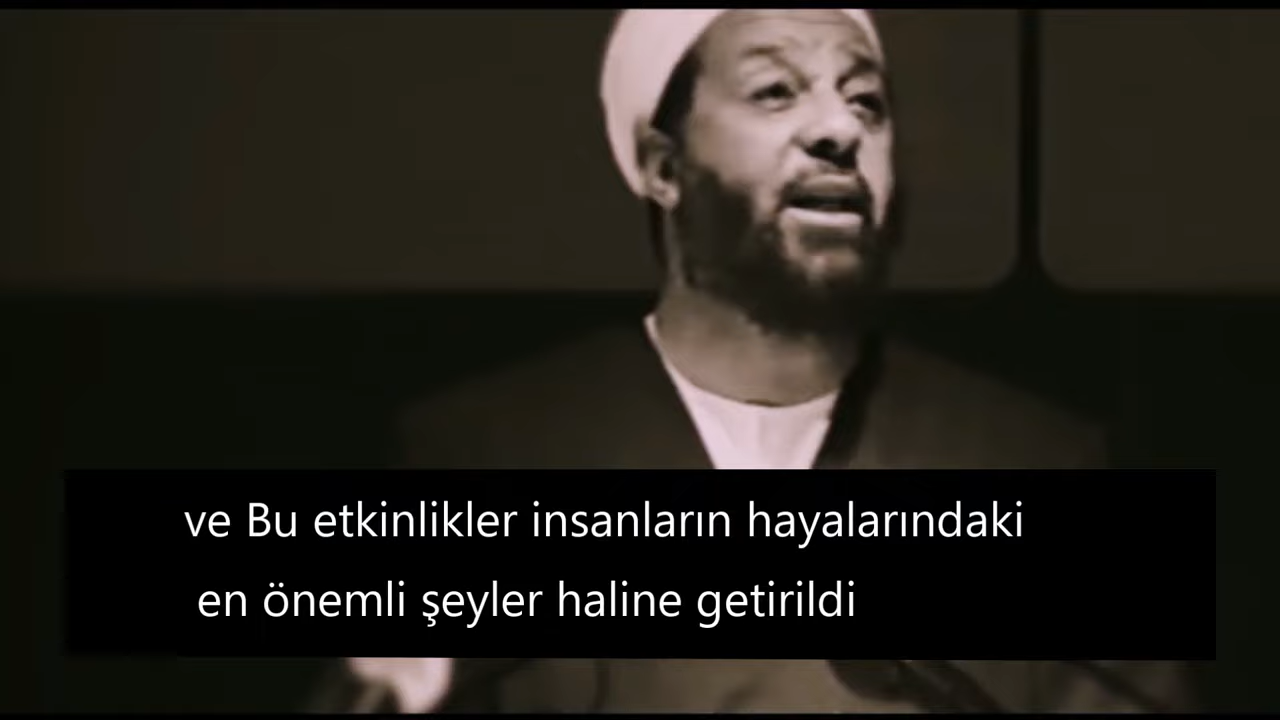 ve Bu etkinlikler insanların hayalarındaki
en önemli şeyler haline getirildi